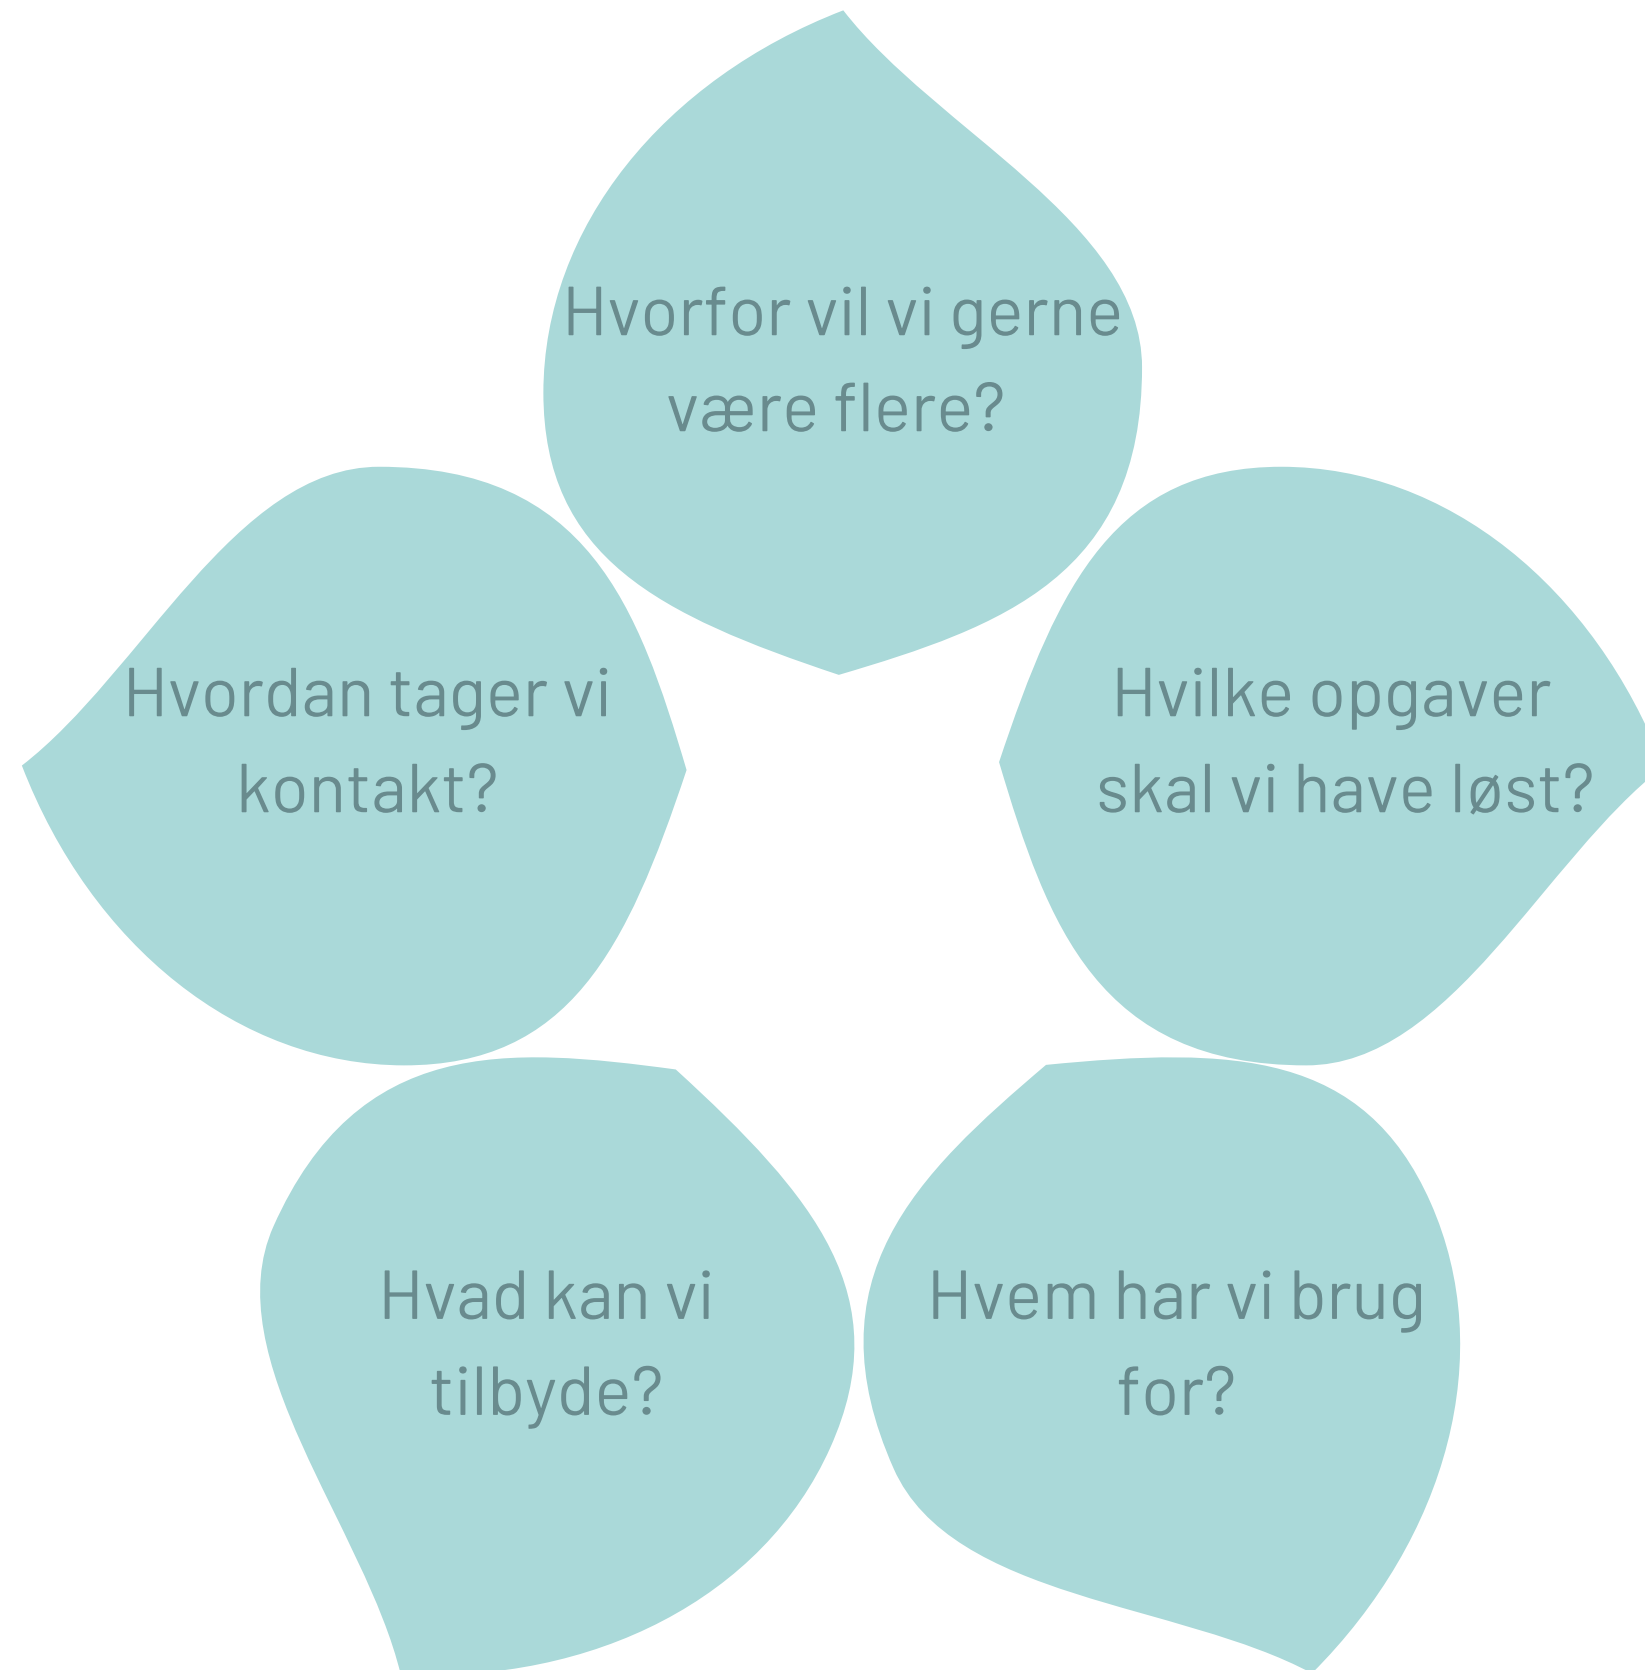 Hvorfor vil vi gerne
være flere?
Hvordan tager vi
kontakt?
Hvilke opgaver
skal vi have løst?
Hvad kan vi
tilbyde?
Hvem har vi brug
for?